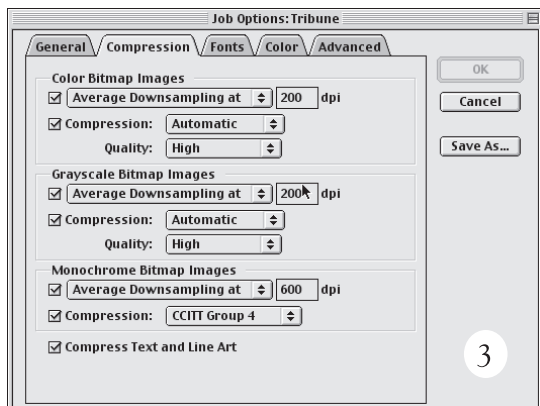 Job Options: Tribune
General Compression Fonts Color Advanced
Color Bitmap Images
Average Downsampling at 200 dpi
Compression: Automatic
Quality: High
Grayscale Bitmap Images
Average Downsampling at 200 dpi
Compression: Automatic
Quality: High
Monochrome Bitmap Images
Average Downsampling at 600 dpi
Compression: CCITT Group 4
Compress Text and Line Art
OK
Cancel
Save As...
3